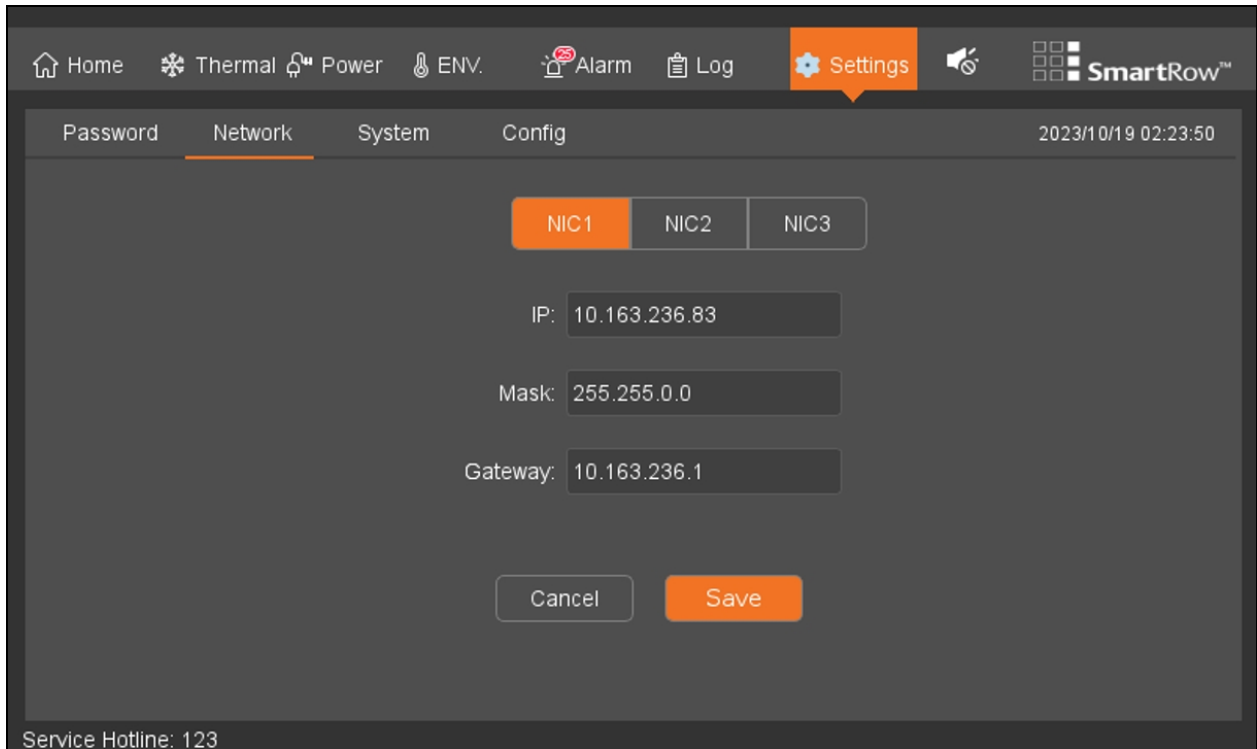 Home Thermal Power ENV. 25 Alarm Log Settings SmartRow™
Password Network System Config 2023/10/19 02:23:50
NIC1 NIC2 NIC3
IP: 10.163.236.83
Mask: 255.255.0.0
Gateway: 10.163.236.1
Cancel Save
Service Hotline: 123